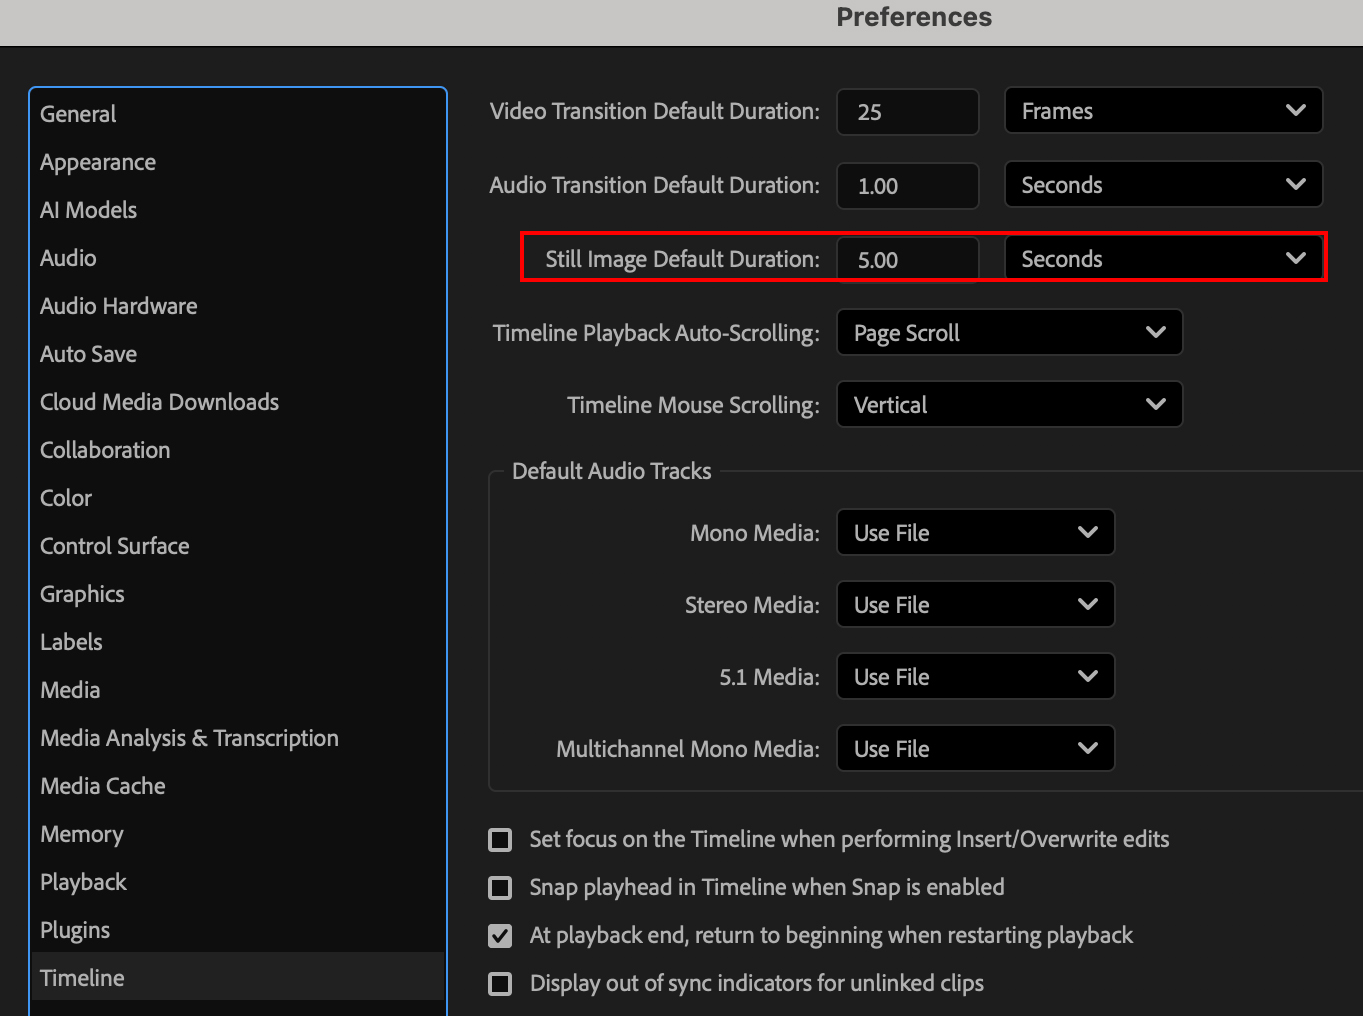 Preferences
General
Appearance
AI Models
Audio
Audio Hardware
Auto Save
Cloud Media Downloads
Collaboration
Color
Control Surface
Graphics
Labels
Media
Media Analysis & Transcription
Media Cache
Memory
Playback
Plugins
Timeline
Video Transition Default Duration: 25 Frames
Audio Transition Default Duration: 1.00 Seconds
Still Image Default Duration: 5.00 Seconds
Timeline Playback Auto-Scrolling: Page Scroll
Timeline Mouse Scrolling: Vertical
Default Audio Tracks
Mono Media: Use File
Stereo Media: Use File
5.1 Media: Use File
Multichannel Mono Media: Use File
Set focus on the Timeline when performing Insert/Overwrite edits
Snap playhead in Timeline when Snap is enabled
At playback end, return to beginning when restarting playback
Display out of sync indicators for unlinked clips